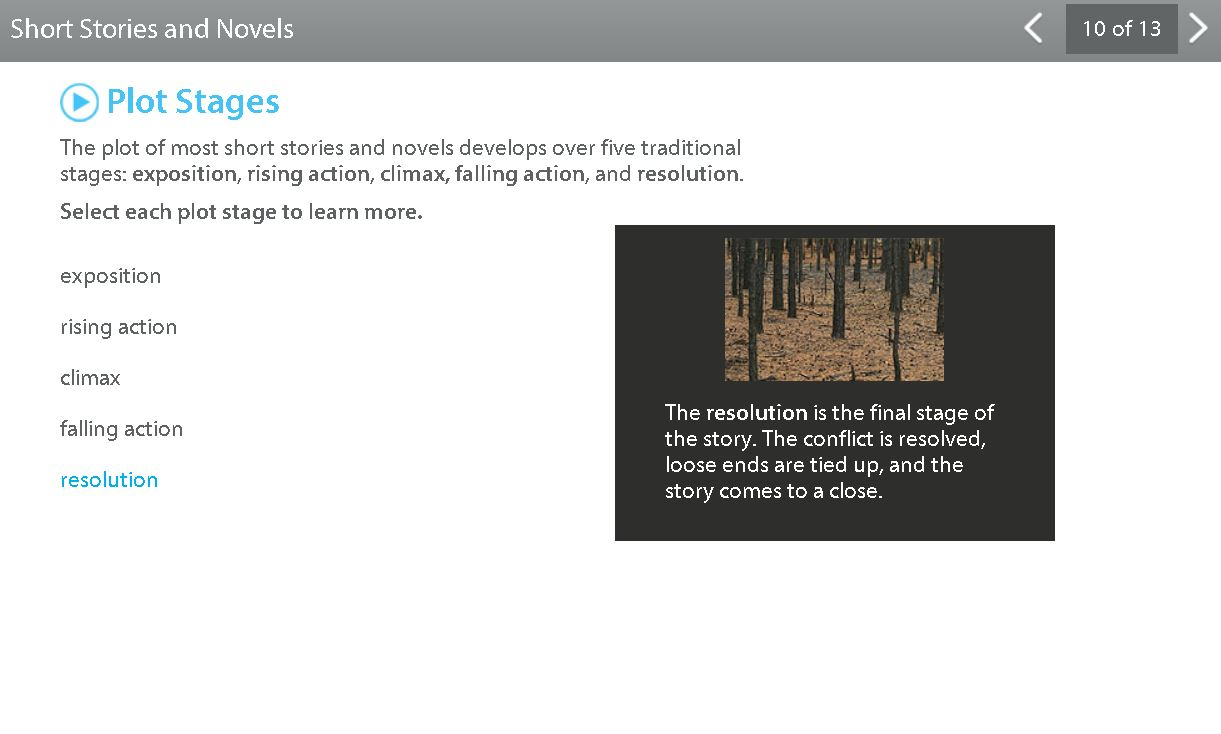 Short Stories and Novels
10 of 13
Plot Stages
The plot of most short stories and novels develops over five traditional
stages: exposition, rising action, climax, falling action, and resolution.
Select each plot stage to learn more.
exposition
rising action
climax
falling action
resolution
The resolution is the final stage of
the story. The conflict is resolved,
loose ends are tied up, and the
story comes to a close.